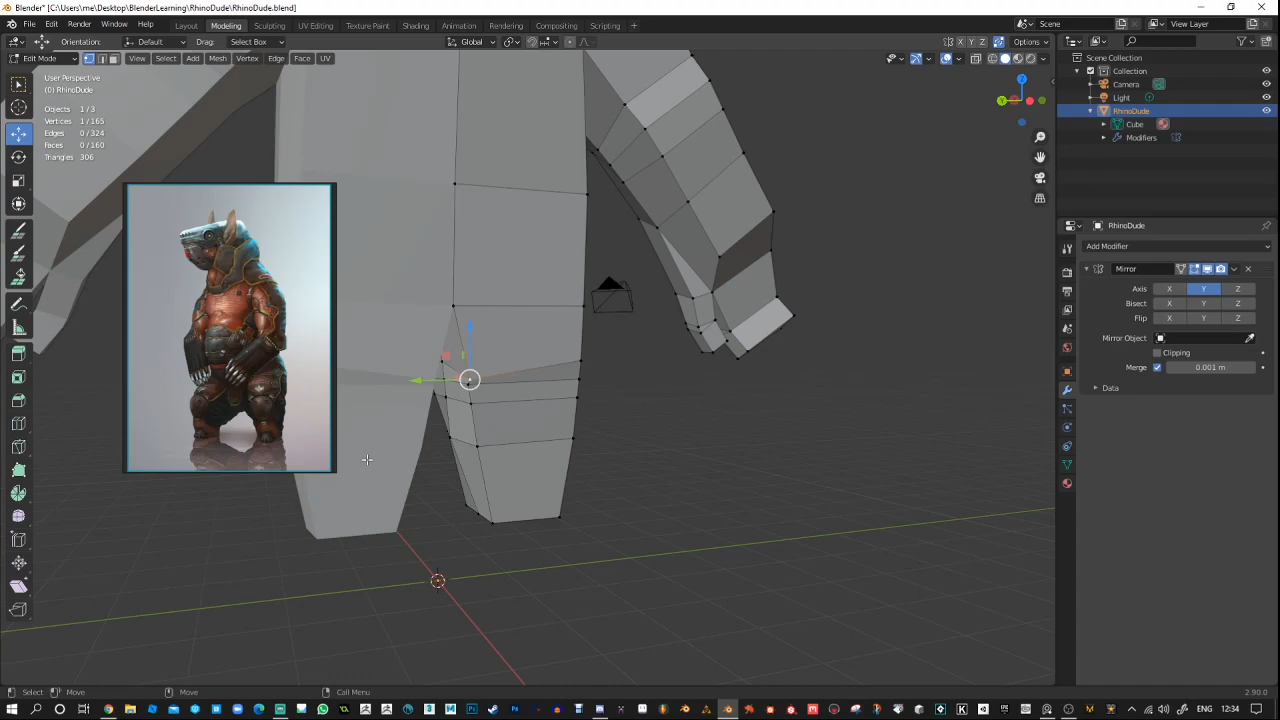 Blender* [C:\Users\me\Desktop\BlenderLearning\RhinoDude\RhinoDude.blend]
File Edit Render Window Help Layout Modeling Sculpting UV Editing Texture Paint Shading Animation Rendering Compositing Scripting + Scene View Layer
Orientation: Default Drag: Select Box Global X Y Z Options
Edit Mode View Select Add Mesh Vertex Edge Face UV
User Perspective
(0) RhinoDude
Objects 1/3
Vertices 1/165
Edges 0/324
Faces 0/160
Triangles 306
Z
Y
Scene Collection
Collection
Camera
Light
RhinoDude
Cube
Modifiers
RhinoDude
Add Modifier
Mirror
Axis X Y Z
Bisect X Y Z
Flip X Y Z
Mirror Object
Clipping
Merge 0.001 m
Data
Select Move Move Call Menu 2.90.0
ENG 12:34